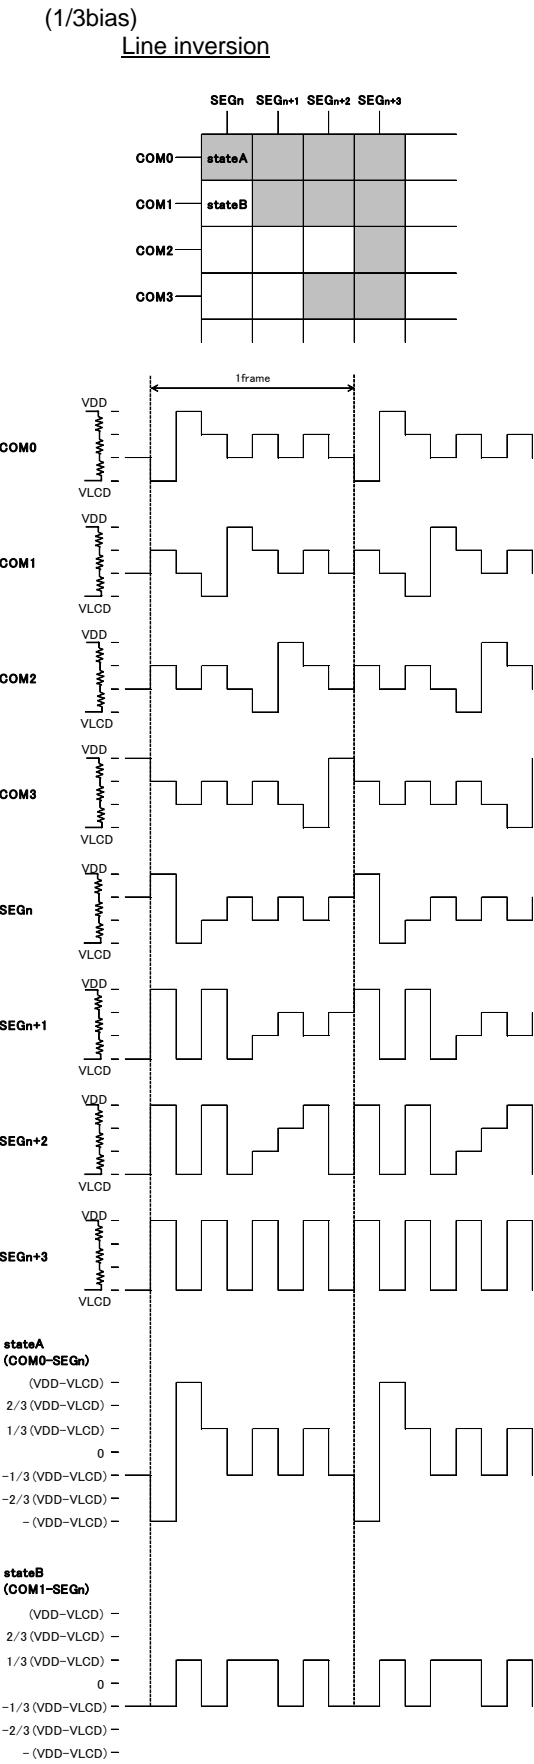 (1/3bias)
Line inversion
SEGn SEGn+1 SEGn+2 SEGn+3
COM0 stateA
COM1 stateB
COM2
COM3
1frame
VDD
COM0
VLCD
VDD
COM1
VLCD
VDD
COM2
VLCD
VDD
COM3
VLCD
VDD
SEGn
VLCD
VDD
SEGn+1
VLCD
VDD
SEGn+2
VLCD
VDD
SEGn+3
VLCD
stateA
(COM0-SEGn)
(VDD-VLCD)
2/3(VDD-VLCD)
1/3(VDD-VLCD)
0
-1/3(VDD-VLCD)
-2/3(VDD-VLCD)
-(VDD-VLCD)
stateB
(COM1-SEGn)
(VDD-VLCD)
2/3(VDD-VLCD)
1/3(VDD-VLCD)
0
-1/3(VDD-VLCD)
-2/3(VDD-VLCD)
-(VDD-VLCD)